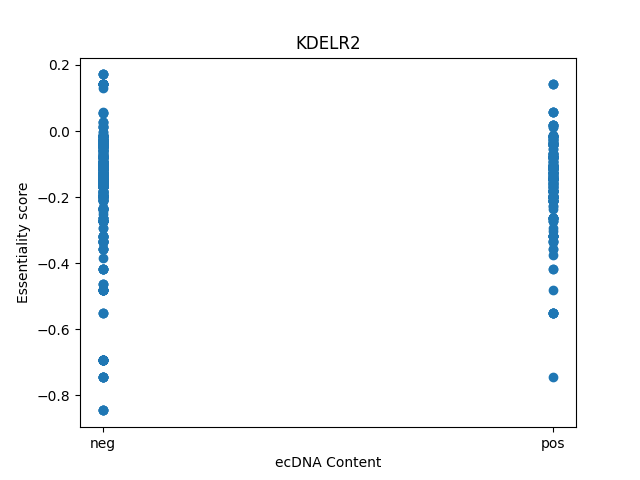 KDELR2
0.2
0.0
−0.2
−0.4
−0.6
−0.8
Essentiality score
neg
pos
ecDNA Content